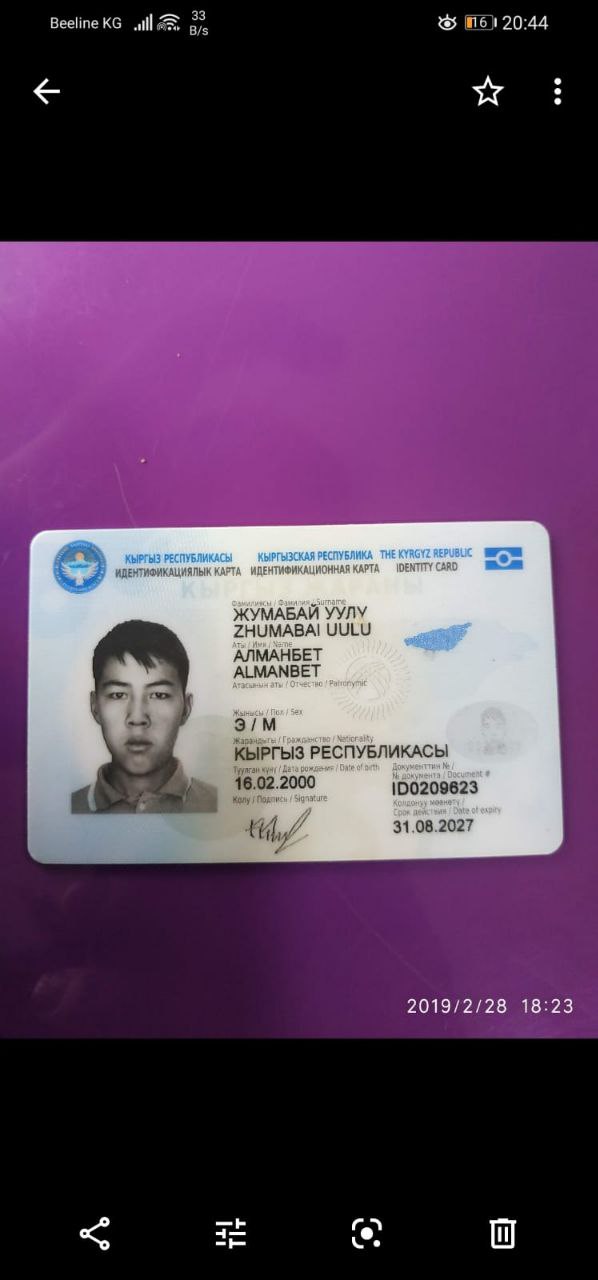 Beeline KG 33 B/s 16 20:44
КЫРГЫЗ РЕСПУБЛИКАСЫ КЫРГЫЗСКАЯ РЕСПУБЛИКА THE KYRGYZ REPUBLIC
ИДЕНТИФИКАЦИЯЛЫК КАРТА ИДЕНТИФИКАЦИОННАЯ КАРТА IDENTITY CARD
Фамилиясы / Фамилия / Surname
ЖУМАБАЙ УУЛУ
ZHUMABAI UULU
Аты / Имя / Name
АЛМАНБЕТ
ALMANBET
Атасынын аты / Отчество / Patronymic
Жынысы / Пол / Sex
Э / М
Жарандыгы / Гражданство / Nationality
КЫРГЫЗ РЕСПУБЛИКАСЫ
Туулган күнү / Дата рождения / Date of birth
16.02.2000
Документтин № /
№ документа / Document #
ID0209623
Колу / Подпись / Signature
Колдонуу мөөнөтү /
Срок действия / Date of expiry
31.08.2027
2019/2/28 18:23